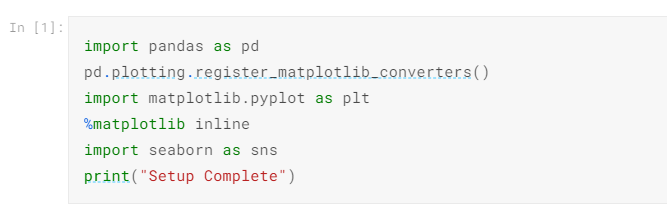 In [1]:
import pandas as pd
pd.plotting.register_matplotlib_converters()
import matplotlib.pyplot as plt
%matplotlib inline
import seaborn as sns
print("Setup Complete")